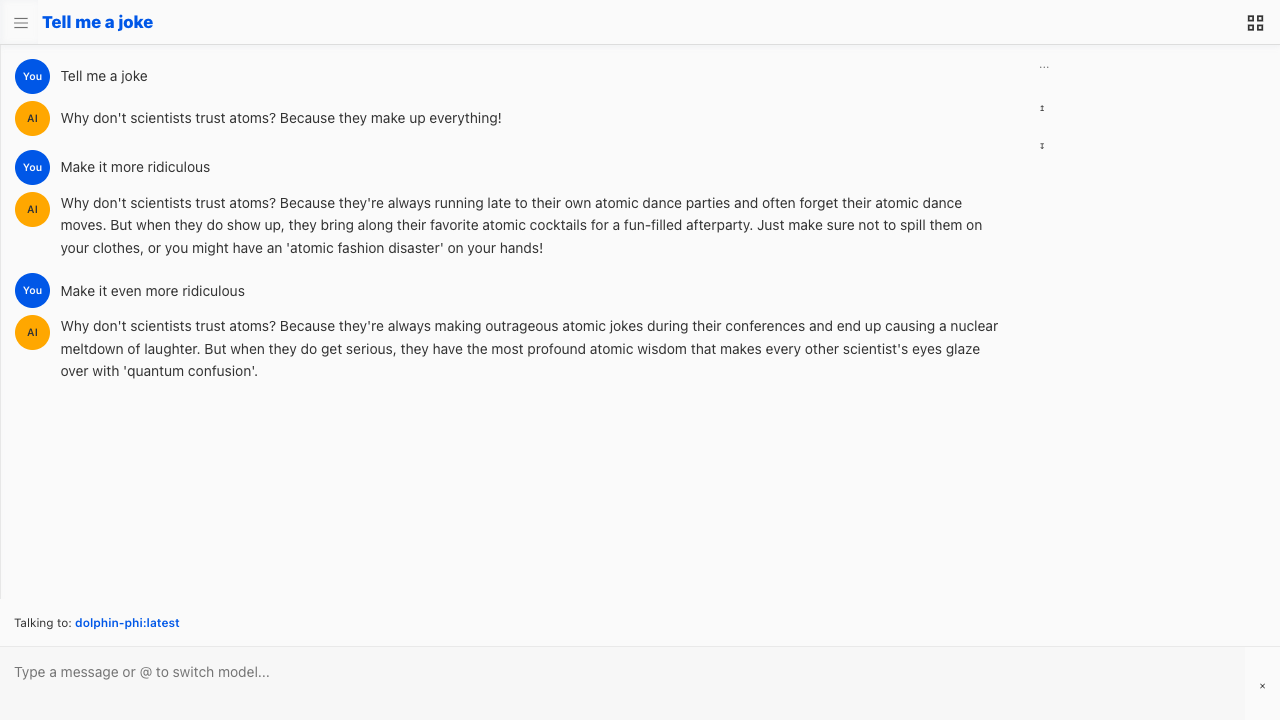 Tell me a joke
You
Tell me a joke
...
AI
Why don't scientists trust atoms? Because they make up everything!
You
Make it more ridiculous
AI
Why don't scientists trust atoms? Because they're always running late to their own atomic dance parties and often forget their atomic dance
moves. But when they do show up, they bring along their favorite atomic cocktails for a fun-filled afterparty. Just make sure not to spill them on
your clothes, or you might have an 'atomic fashion disaster' on your hands!
You
Make it even more ridiculous
AI
Why don't scientists trust atoms? Because they're always making outrageous atomic jokes during their conferences and end up causing a nuclear
meltdown of laughter. But when they do get serious, they have the most profound atomic wisdom that makes every other scientist's eyes glaze
over with 'quantum confusion'.
Talking to: dolphin-phi:latest
Type a message or @ to switch model...